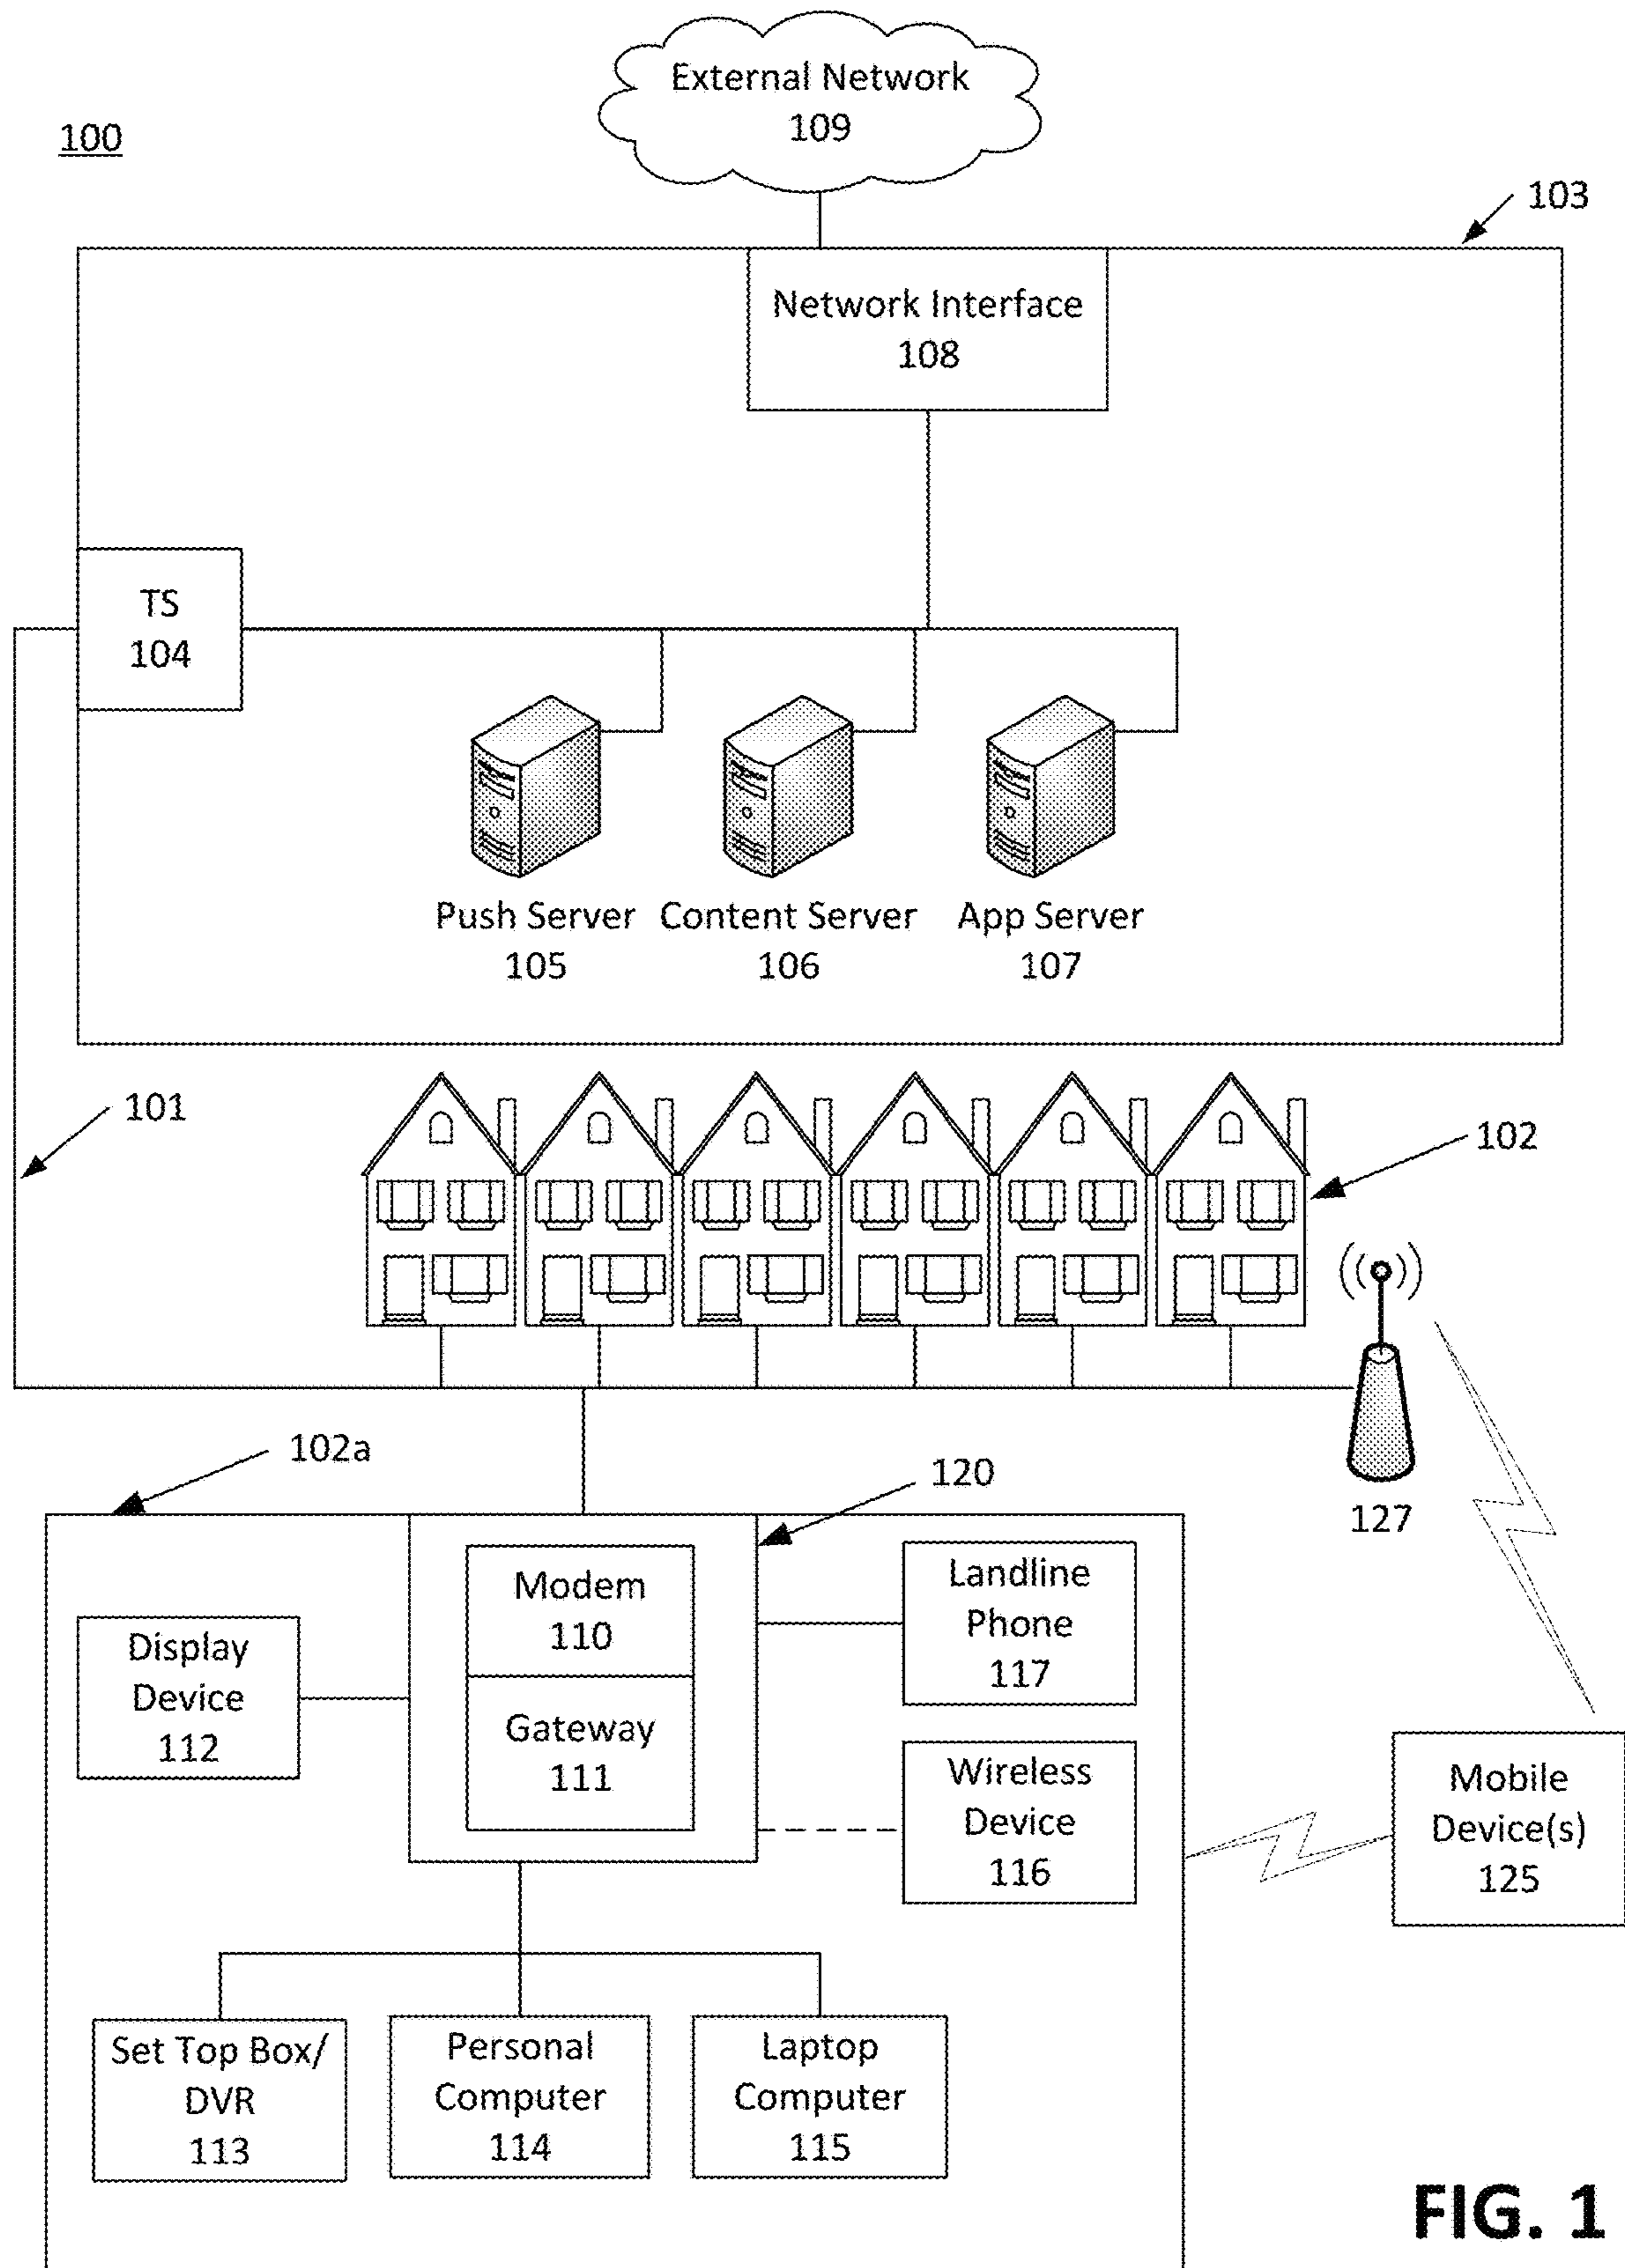 External Network
109
100
103
Network Interface
108
TS
104
Push Server
105
Content Server
106
App Server
107
101
102
127
102a
120
Modem
110
Gateway
111
Display
Device
112
Landline
Phone
117
Wireless
Device
116
Mobile
Device(s)
125
Set Top Box/
DVR
113
Personal
Computer
114
Laptop
Computer
115
FIG. 1